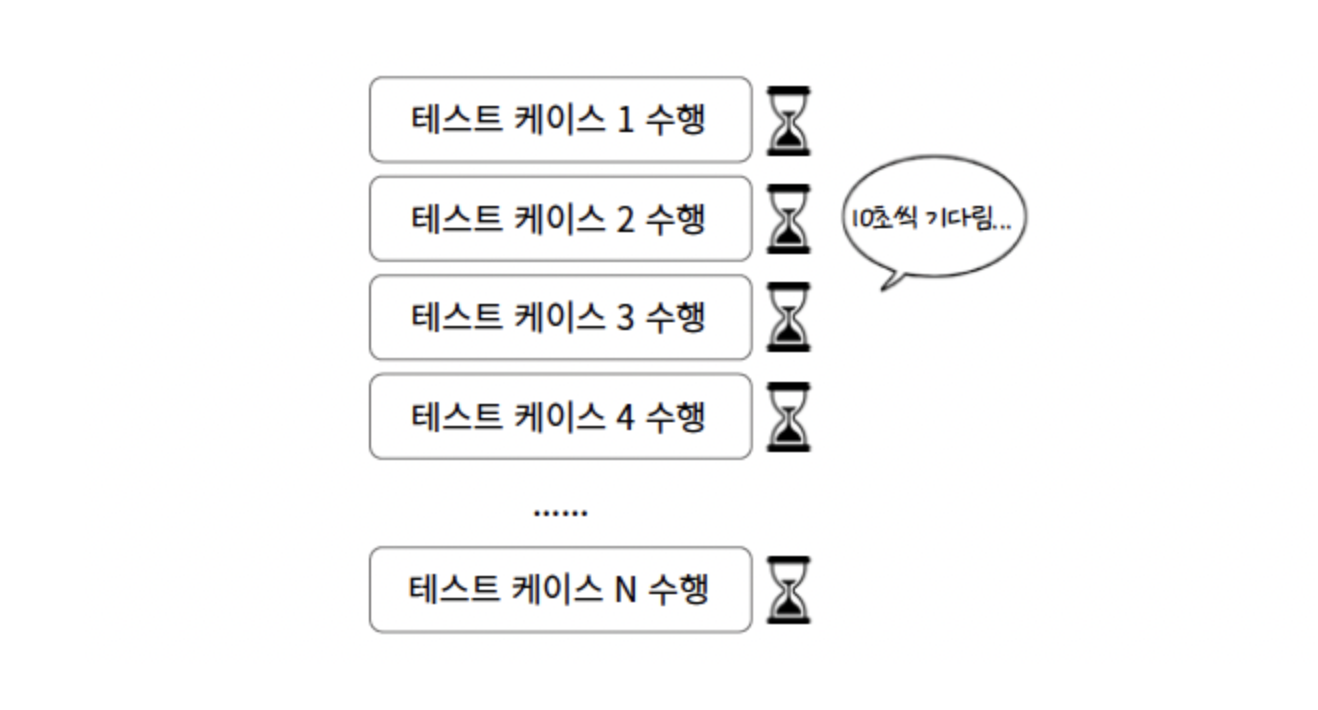 테스트 케이스 1 수행
테스트 케이스 2 수행
10초씩 기다림...
테스트 케이스 3 수행
테스트 케이스 4 수행
......
테스트 케이스 N 수행